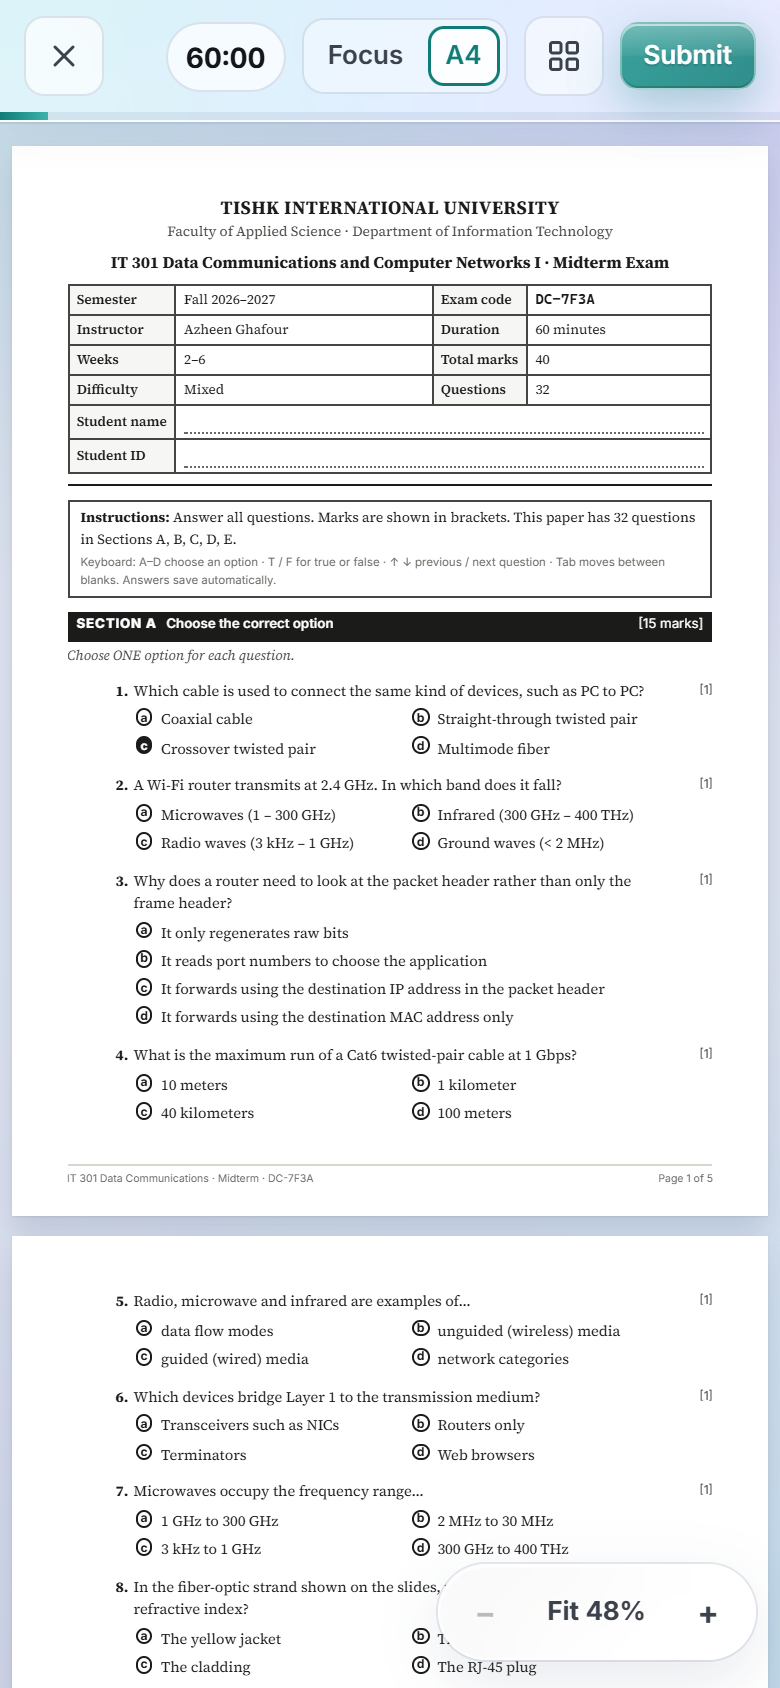 60:00
Focus
A4
Submit
TISHK INTERNATIONAL UNIVERSITY
Faculty of Applied Science · Department of Information Technology
IT 301 Data Communications and Computer Networks I · Midterm Exam
Semester Fall 2026–2027 Exam code DC-7F3A
Instructor Azheen Ghafour Duration 60 minutes
Weeks 2–6 Total marks 40
Difficulty Mixed Questions 32
Student name
Student ID
Instructions: Answer all questions. Marks are shown in brackets. This paper has 32 questions
in Sections A, B, C, D, E.
Keyboard: A–D choose an option · T / F for true or false · ↑ ↓ previous / next question · Tab moves between
blanks. Answers save automatically.
SECTION A Choose the correct option [15 marks]
Choose ONE option for each question.
1. Which cable is used to connect the same kind of devices, such as PC to PC? [1]
a Coaxial cable b Straight-through twisted pair
c Crossover twisted pair d Multimode fiber
2. A Wi-Fi router transmits at 2.4 GHz. In which band does it fall? [1]
a Microwaves (1 – 300 GHz) b Infrared (300 GHz – 400 THz)
c Radio waves (3 kHz – 1 GHz) d Ground waves (< 2 MHz)
3. Why does a router need to look at the packet header rather than only the [1]
frame header?
a It only regenerates raw bits
b It reads port numbers to choose the application
c It forwards using the destination IP address in the packet header
d It forwards using the destination MAC address only
4. What is the maximum run of a Cat6 twisted-pair cable at 1 Gbps? [1]
a 10 meters b 1 kilometer
c 40 kilometers d 100 meters
IT 301 Data Communications · Midterm · DC-7F3A Page 1 of 5
5. Radio, microwave and infrared are examples of... [1]
a data flow modes b unguided (wireless) media
c guided (wired) media d network categories
6. Which devices bridge Layer 1 to the transmission medium? [1]
a Transceivers such as NICs b Routers only
c Terminators d Web browsers
7. Microwaves occupy the frequency range... [1]
a 1 GHz to 300 GHz b 2 MHz to 30 MHz
c 3 kHz to 1 GHz d 300 GHz to 400 THz
8. In the fiber-optic strand shown on the slides,
refractive index?
a The yellow jacket b
c The cladding d The RJ-45 plug
− Fit 48% +